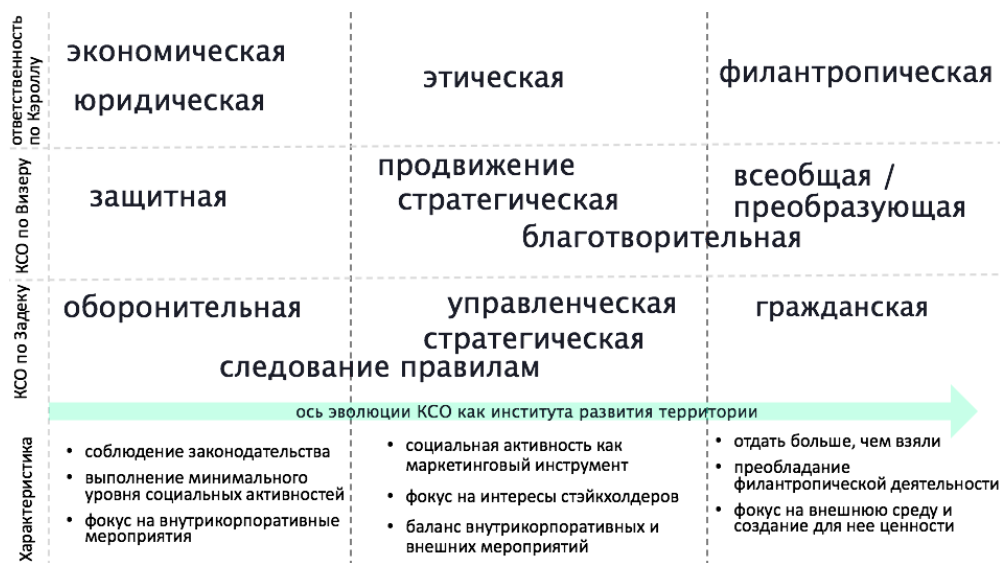 ответственность
по Кэроллу
экономическая
юридическая
этическая
филантропическая
КСО по Визеру
защитная
продвижение
стратегическая
благотворительная
всеобщая /
преобразующая
КСО по Задеку
оборонительная
управленческая
стратегическая
следование правилам
гражданская
ось эволюции КСО как института развития территории
Характеристика
• соблюдение законодательства
• выполнение минимального
уровня социальных активностей
• фокус на внутрикорпоративные
мероприятия
• социальная активность как
маркетинговый инструмент
• фокус на интересы стэйкхолдеров
• баланс внутрикорпоративных и
внешних мероприятий
• отдать больше, чем взяли
• преобладание
филантропической деятельности
• фокус на внешнюю среду и
создание для нее ценности